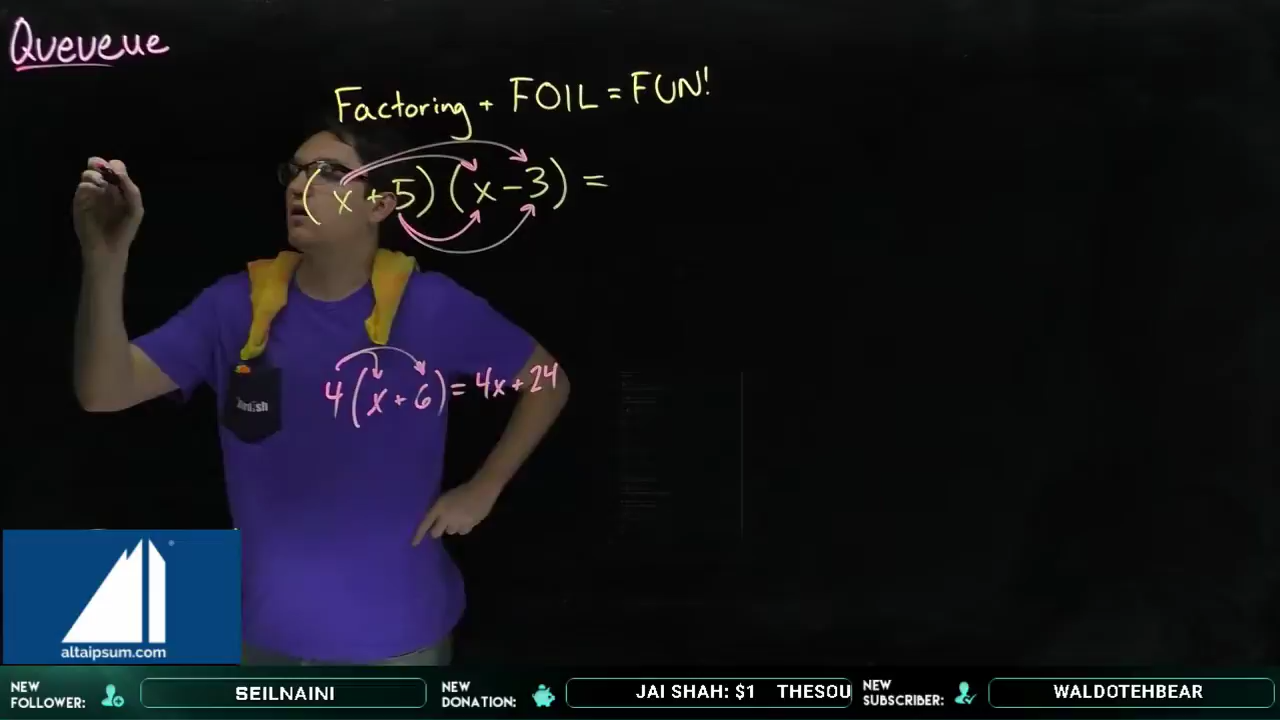 Queueue
Factoring + FOIL = FUN!
(x + 5)(x - 3) =
4(x + 6) = 4x + 24
altaipsum.com
NEW FOLLOWER:
SEILNAINI
NEW DONATION:
JAI SHAH: $1 THESOU
NEW SUBSCRIBER:
WALDOTEHBEAR